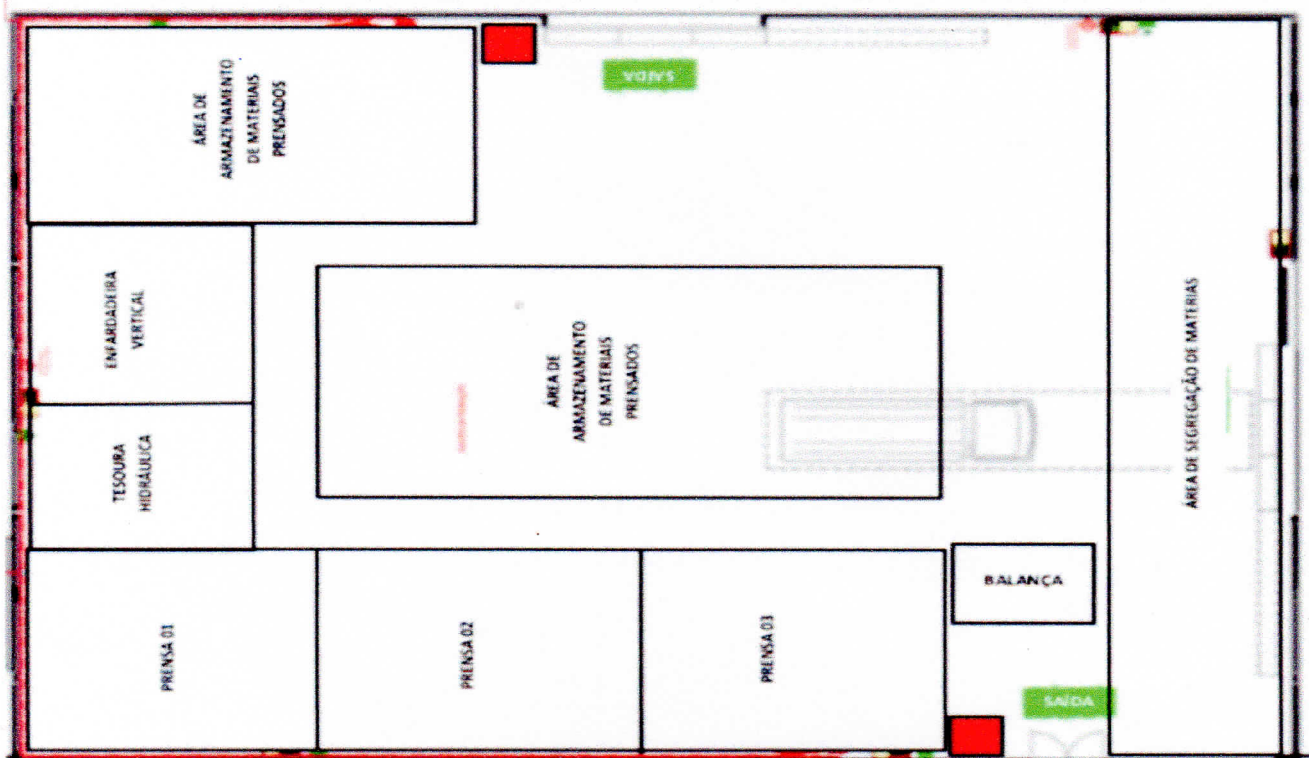 SAÍDA
ÁREA DE
ARMAZENAMENTO
DE MATERIAIS
PRENSADOS
ENFARDADEIRA
VERTICAL
ÁREA DE
ARMAZENAMENTO
DE MATERIAIS
PRENSADOS
TESOURA
HIDRÁULICA
ÁREA DE SEGREGAÇÃO DE MATERIAS
BALANÇA
PRENSA 01
PRENSA 02
PRENSA 03
SAÍDA